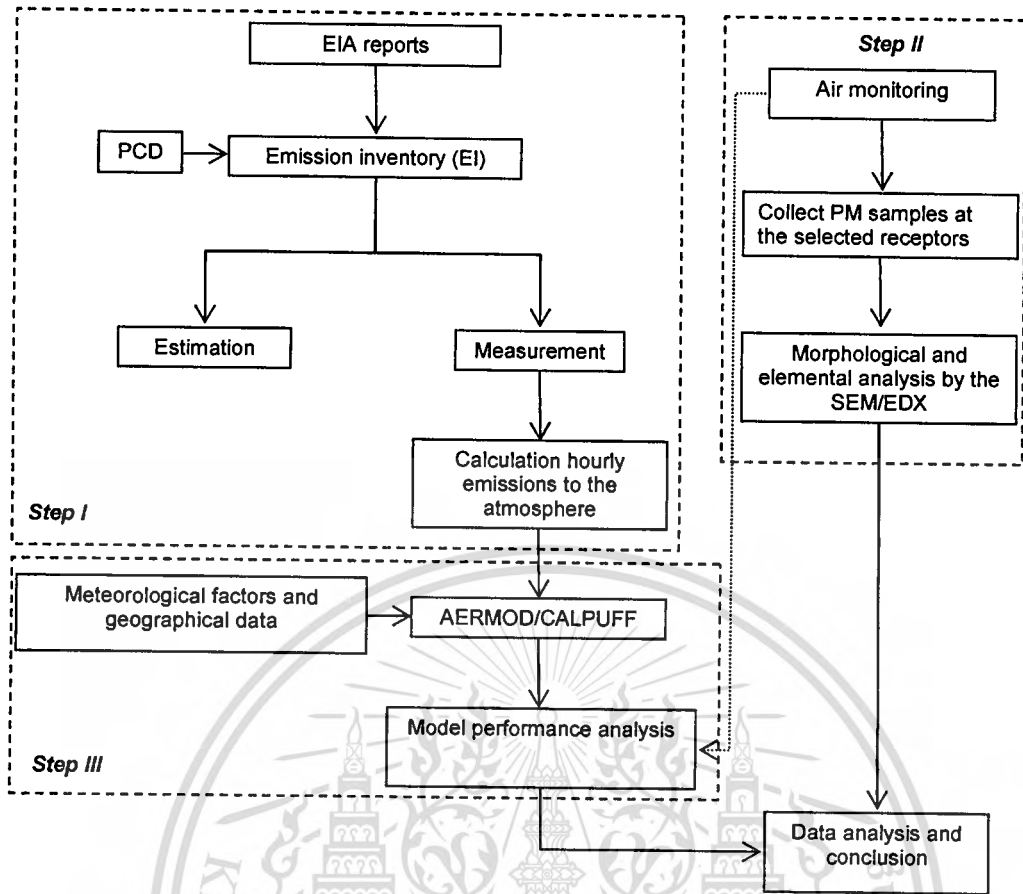 EIA reports
PCD
Emission inventory (EI)
Estimation
Measurement
Calculation hourly
emissions to the
atmosphere
Step I
Step II
Air monitoring
Collect PM samples at
the selected receptors
Morphological and
elemental analysis by the
SEM/EDX
Meteorological factors and
geographical data
AERMOD/CALPUFF
Model performance analysis
Step III
Data analysis and
conclusion